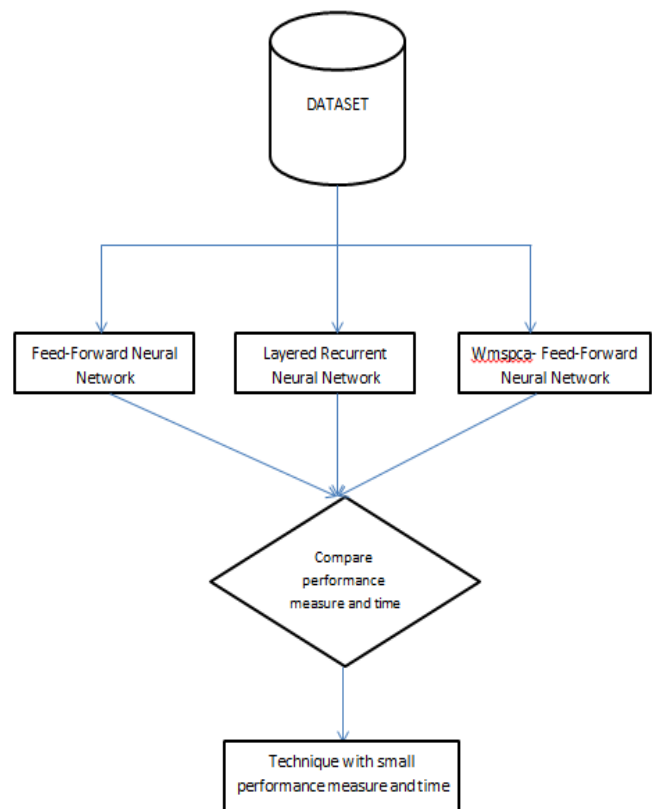 DATASET
Feed-Forward Neural
Network
Layered Recurrent
Neural Network
Wmspca- Feed-Forward
Neural Network
Compare
performance
measure and time
Technique with small
performance measure and time